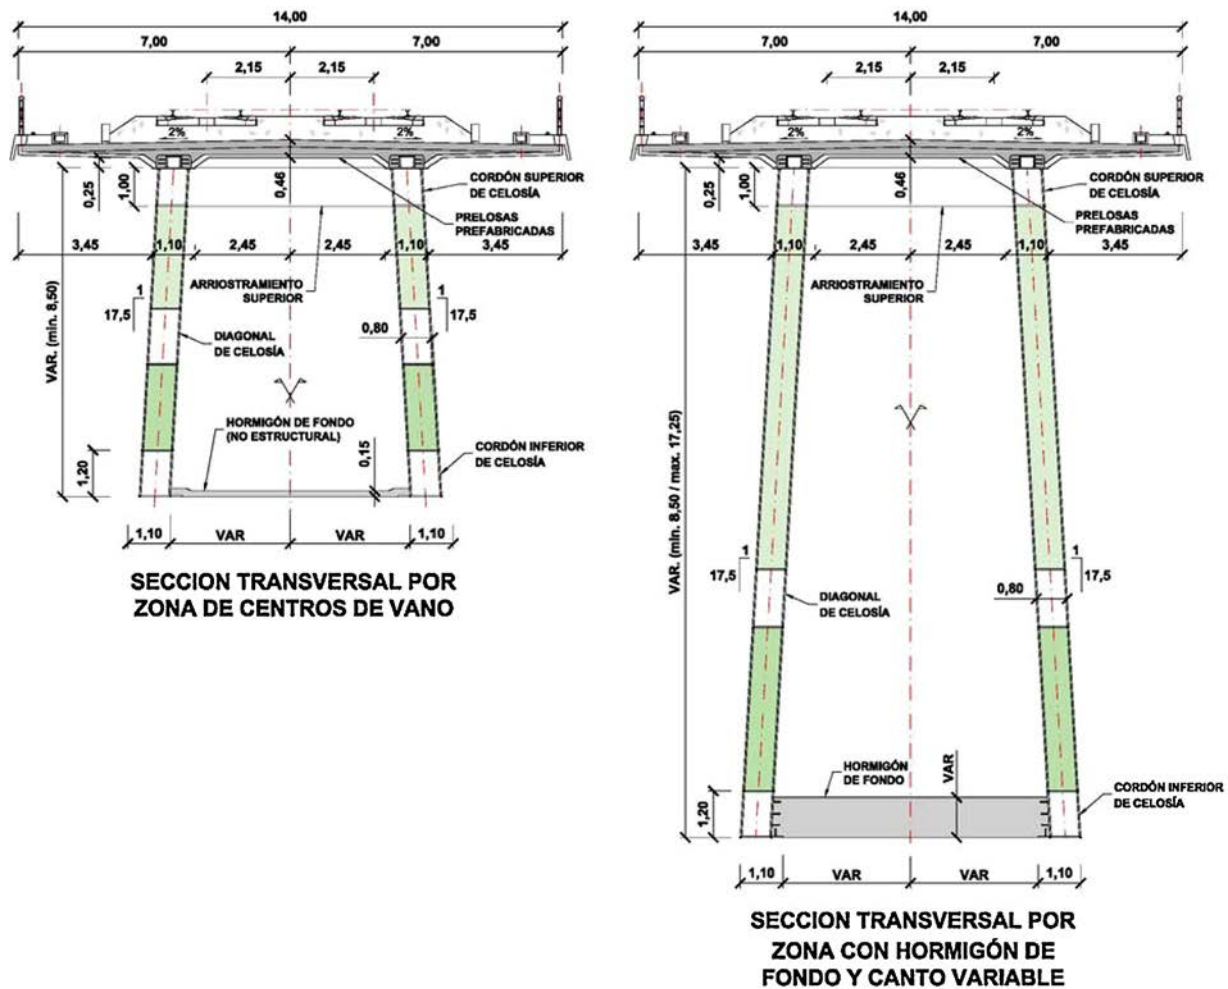 14,00
7,00
7,00
2,15
2,15
2%
2%
0,25
1,00
0,46
CORDÓN SUPERIOR
DE CELOSÍA
PRELOSAS
PREFABRICADAS
3,45
1,10
2,45
2,45
1,10
3,45
ARRIOSTRAMIENTO
SUPERIOR
1
17,5
1
17,5
VAR. (min. 8,50)
DIAGONAL
DE CELOSÍA
0,80
HORMIGÓN DE FONDO
(NO ESTRUCTURAL)
0,15
CORDÓN INFERIOR
DE CELOSÍA
1,20
1,10
VAR
VAR
1,10
SECCION TRANSVERSAL POR
ZONA DE CENTROS DE VANO
14,00
7,00
7,00
2,15
2,15
2%
2%
0,25
1,00
0,46
CORDÓN SUPERIOR
DE CELOSÍA
PRELOSAS
PREFABRICADAS
3,45
1,10
2,45
2,45
1,10
3,45
ARRIOSTRAMIENTO
SUPERIOR
VAR. (min. 8,50 / max. 17,25)
1
17,5
1
17,5
DIAGONAL
DE CELOSÍA
0,80
HORMIGÓN
DE FONDO
VAR
CORDÓN INFERIOR
DE CELOSÍA
1,20
1,10
VAR
VAR
1,10
SECCION TRANSVERSAL POR
ZONA CON HORMIGÓN DE
FONDO Y CANTO VARIABLE